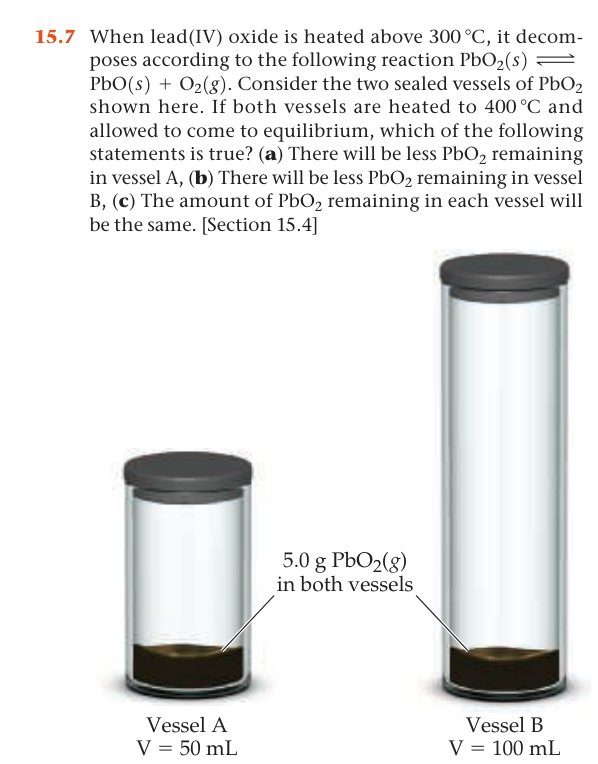 15.7 When lead(IV) oxide is heated above 300 °C, it decom-
poses according to the following reaction PbO₂(s) ⇌
PbO(s) + O₂(g). Consider the two sealed vessels of PbO₂
shown here. If both vessels are heated to 400 °C and
allowed to come to equilibrium, which of the following
statements is true? (a) There will be less PbO₂ remaining
in vessel A, (b) There will be less PbO₂ remaining in vessel
B, (c) The amount of PbO₂ remaining in each vessel will
be the same. [Section 15.4]
5.0 g PbO₂(g)
in both vessels
Vessel A
V = 50 mL
Vessel B
V = 100 mL